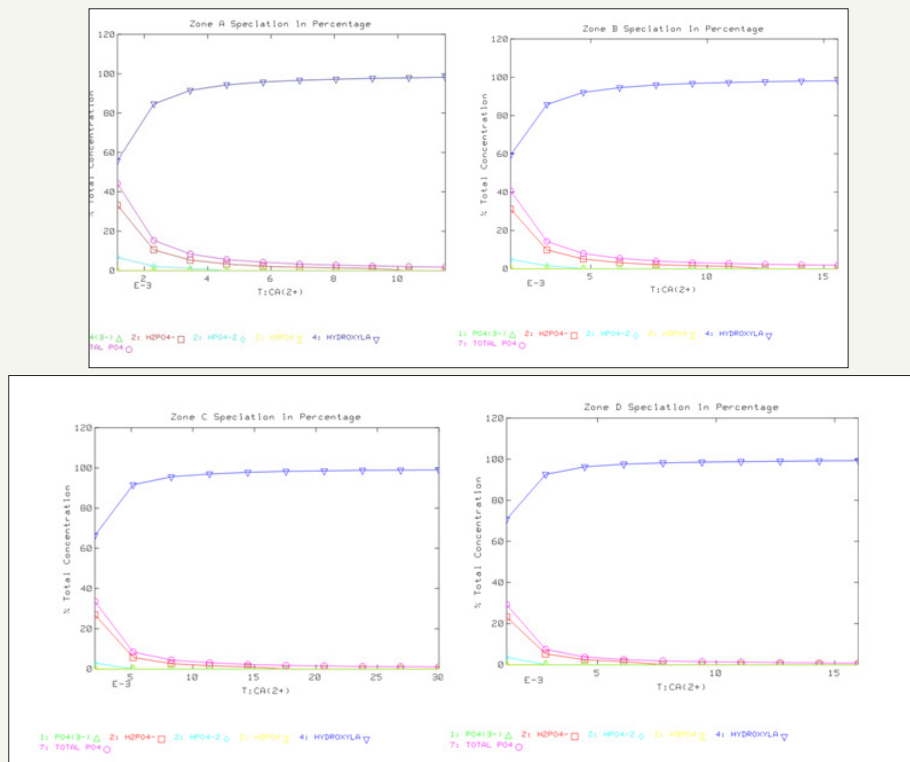 Zone A Speciation In Percentage
120
100
80
60
40
20
0
% Total Concentration
2 4 6 8 10
E-3
T:CA(2+)
4(3-) 2: H2PO4- 2: HPO4-2 4: HYDROXYLA
TOTAL PO4
Zone B Speciation In Percentage
120
100
80
60
40
20
0
% Total Concentration
5 10 15
E-3
T:CA(2+)
1: PO4(3-) 2: H2PO4- 2: HPO4-2 4: HYDROXYLA
7: TOTAL PO4
Zone C Speciation In Percentage
120
100
80
60
40
20
0
% Total Concentration
5 10 15 20 25 30
E-3
T:CA(2+)
1: PO4(3-) 2: H2PO4- 2: HPO4-2 4: HYDROXYLA
7: TOTAL PO4
Zone D Speciation In Percentage
120
100
80
60
40
20
0
% Total Concentration
5 10 15
E-3
T:CA(2+)
1: PO4(3-) 2: H2PO4- 2: HPO4-2 4: HYDROXYLA
7: TOTAL PO4